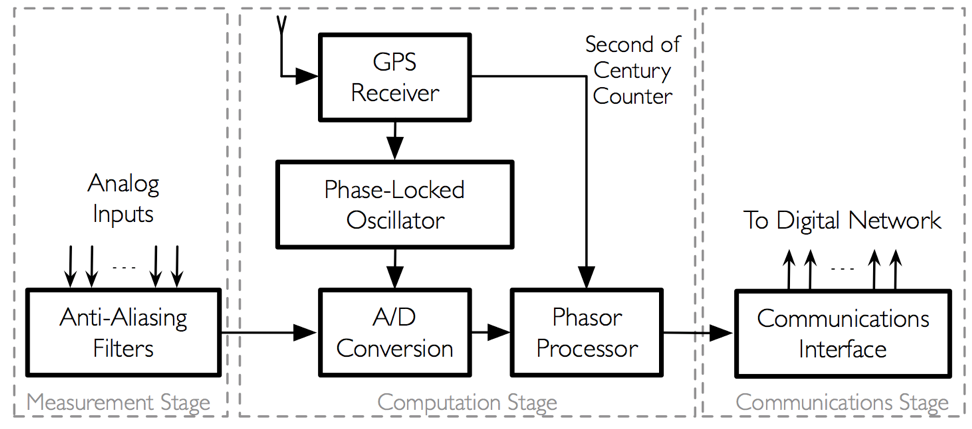 GPS
Receiver
Second of
Century
Counter
Analog
Inputs
...
Phase-Locked
Oscillator
To Digital Network
...
Anti-Aliasing
Filters
A/D
Conversion
Phasor
Processor
Communications
Interface
Measurement Stage
Computation Stage
Communications Stage